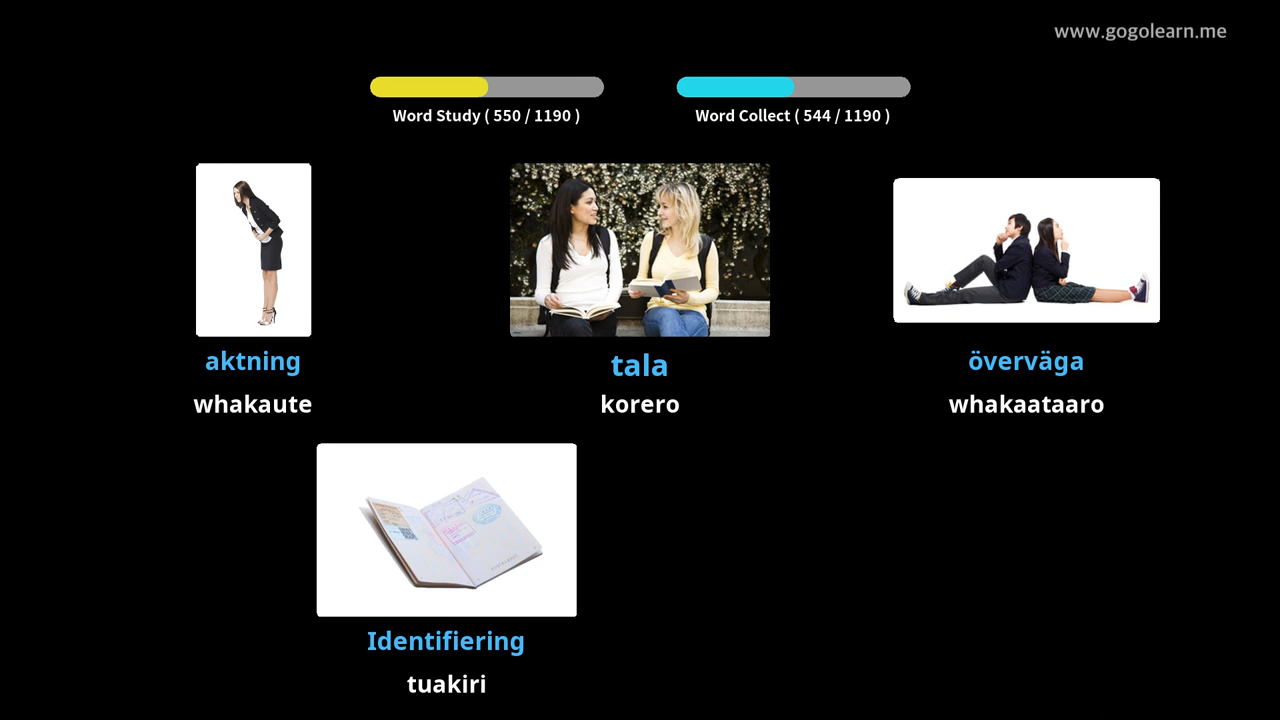 www.gogolearn.me
Word Study ( 550 / 1190 )
Word Collect ( 544 / 1190 )
aktning
tala
överväga
whakaute
korero
whakaataaro
Identifiering
tuakiri